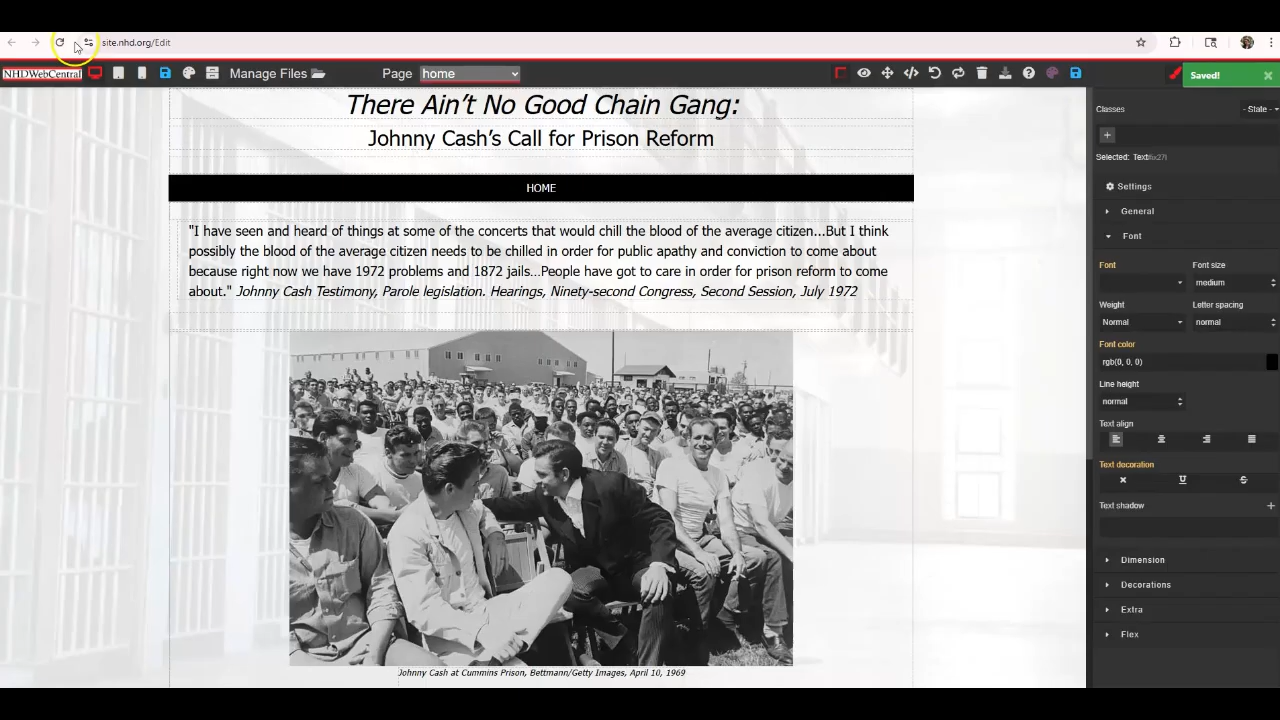 site.nhd.org/Edit
NHDWebCentral
Manage Files
Page
home
Saved!
There Ain't No Good Chain Gang:
Johnny Cash's Call for Prison Reform
HOME
"I have seen and heard of things at some of the concerts that would chill the blood of the average citizen...But I think
possibly the blood of the average citizen needs to be chilled in order for public apathy and conviction to come about
because right now we have 1972 problems and 1872 jails...People have got to care in order for prison reform to come
about." Johnny Cash Testimony, Parole legislation. Hearings, Ninety-second Congress, Second Session, July 1972
Johnny Cash at Cummins Prison, Bettmann/Getty Images, April 10, 1969
Classes
- State -
+
Selected: Text
Settings
General
Font
Font Font size
medium
Weight Letter spacing
Normal normal
Font color
rgb(0, 0, 0)
Line height
normal
Text align
Text decoration
Text shadow
Dimension
Decorations
Extra
Flex